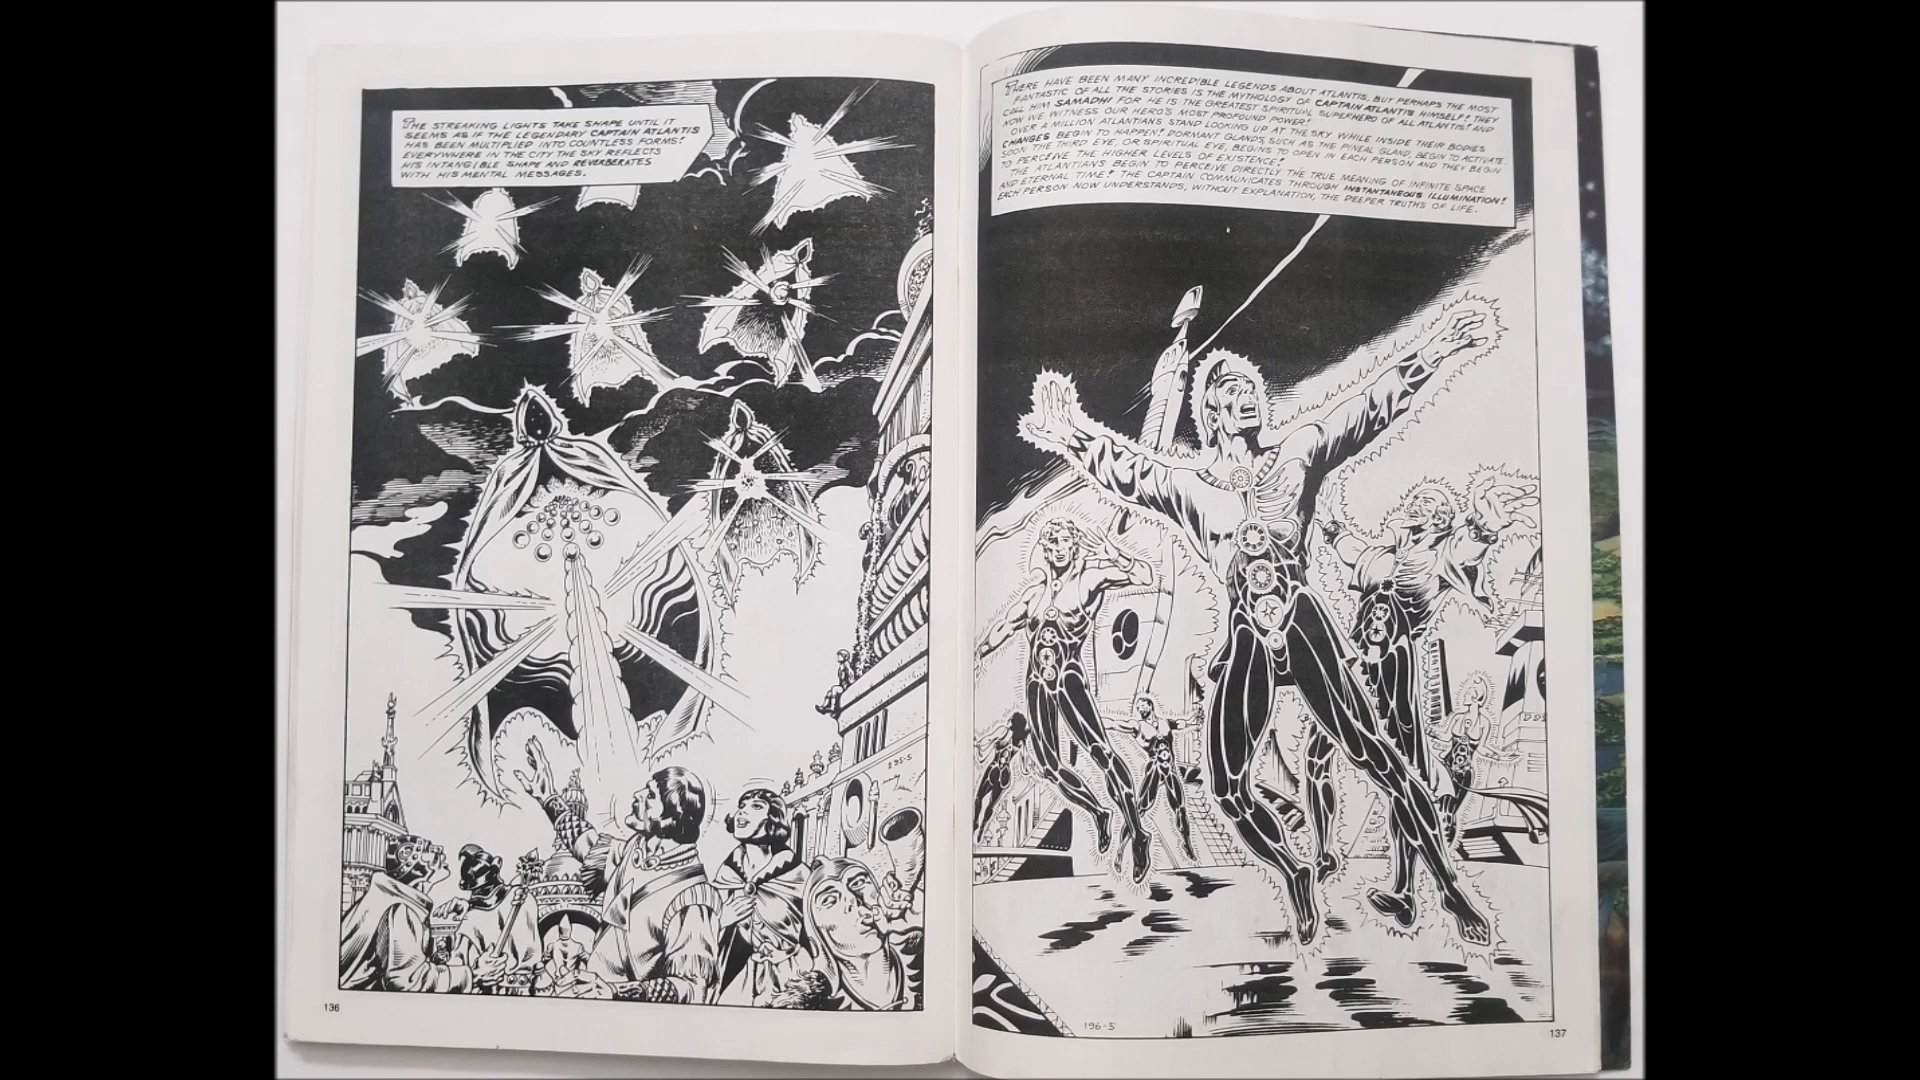 THE STREAKING LIGHTS TAKE SHAPE UNTIL IT
SEEMS AS IF THE LEGENDARY CAPTAIN ATLANTIS
HAS BEEN MULTIPLIED INTO COUNTLESS FORMS!
EVERYWHERE IN THE CITY THE SKY REFLECTS
HIS INTANGIBLE SHAPE AND REVERBERATES
WITH HIS MENTAL MESSAGES.
195-5
136
THERE HAVE BEEN MANY INCREDIBLE LEGENDS ABOUT ATLANTIS, BUT PERHAPS THE MOST
FANTASTIC OF ALL THE STORIES IS THE MYTHOLOGY OF CAPTAIN ATLANTIS HIMSELF! THEY
CALL HIM SAMADHI FOR HE IS THE GREATEST SPIRITUAL SUPERHERO OF ALL ATLANTIS! AND
NOW WE WITNESS OUR HERO'S MOST PROFOUND POWER!
OVER A MILLION ATLANTIANS STAND LOOKING UP AT THE SKY WHILE INSIDE THEIR BODIES
CHANGES BEGIN TO HAPPEN! DORMANT GLANDS, SUCH AS THE PINEAL GLAND, BEGIN TO ACTIVATE.
SOON THE THIRD EYE, OR SPIRITUAL EYE, BEGINS TO OPEN IN EACH PERSON AND THEY BEGIN
TO PERCEIVE THE HIGHER LEVELS OF EXISTENCE!
THE ATLANTIANS BEGIN TO PERCEIVE DIRECTLY THE TRUE MEANING OF INFINITE SPACE
AND ETERNAL TIME! THE CAPTAIN COMMUNICATES THROUGH INSTANTANEOUS ILLUMINATION!
EACH PERSON NOW UNDERSTANDS, WITHOUT EXPLANATION, THE DEEPER TRUTHS OF LIFE.
196-5
137